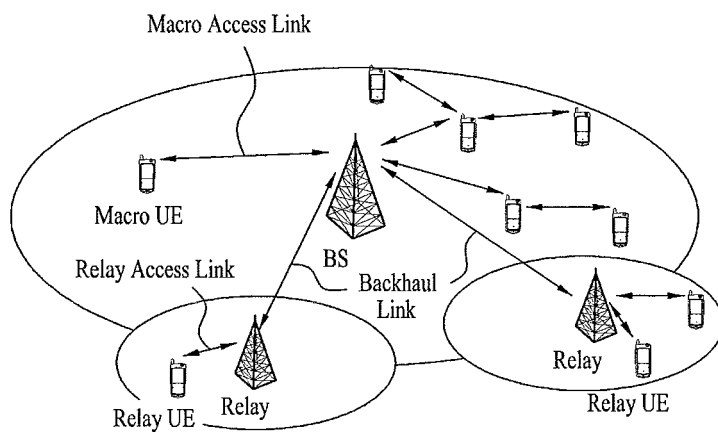 Macro Access Link
Macro UE
BS
Relay Access Link
Backhaul
Link
Relay
Relay UE
Relay UE
Relay